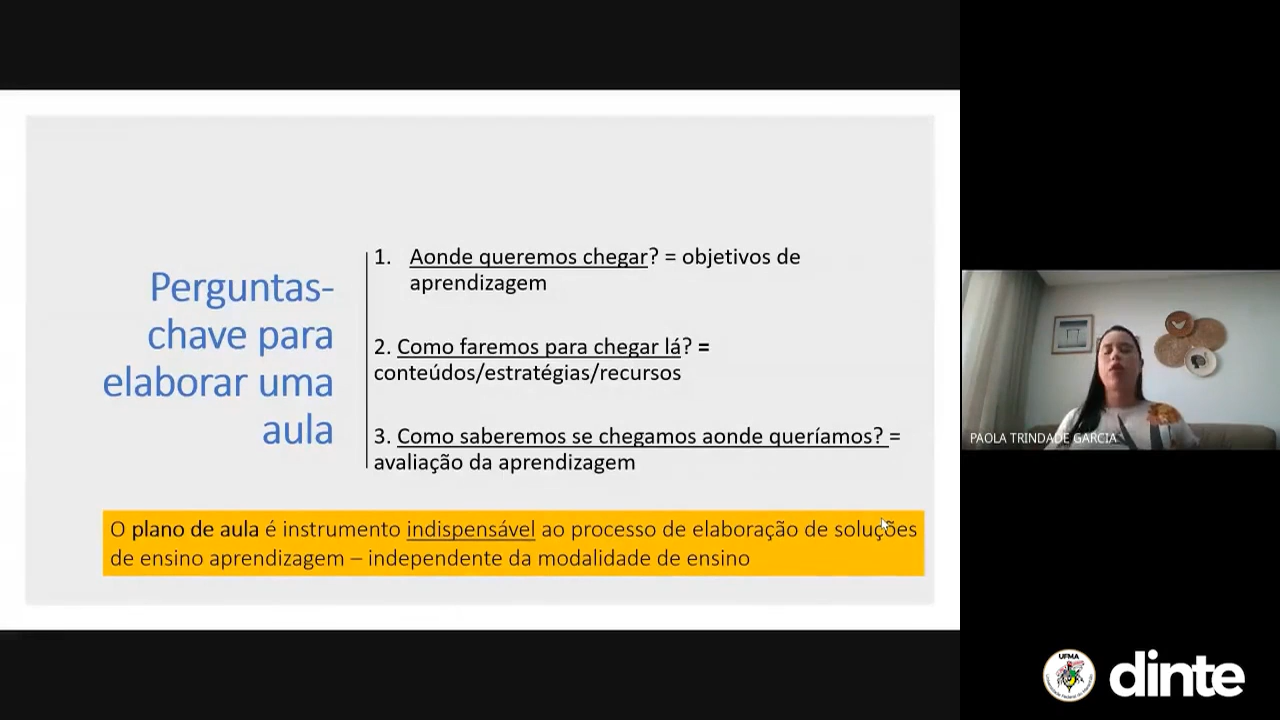 Perguntas-
chave para
elaborar uma
aula
1. Aonde queremos chegar? = objetivos de
aprendizagem
2. Como faremos para chegar lá? =
conteúdos/estratégias/recursos
3. Como saberemos se chegamos aonde queríamos? =
avaliação da aprendizagem
O plano de aula é instrumento indispensável ao processo de elaboração de soluções
de ensino aprendizagem – independente da modalidade de ensino
PAOLA TRINDADE GARCIA
UFMA
dinte